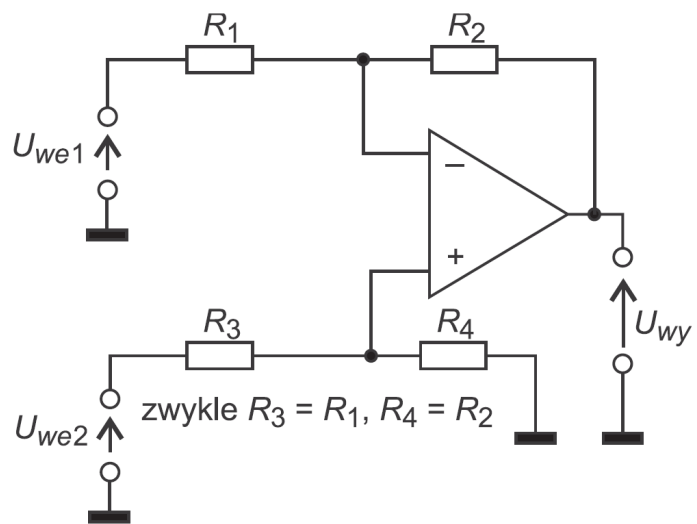 R1
R2
Uwe1
−
+
R3
R4
Uwy
zwykle R3 = R1, R4 = R2
Uwe2